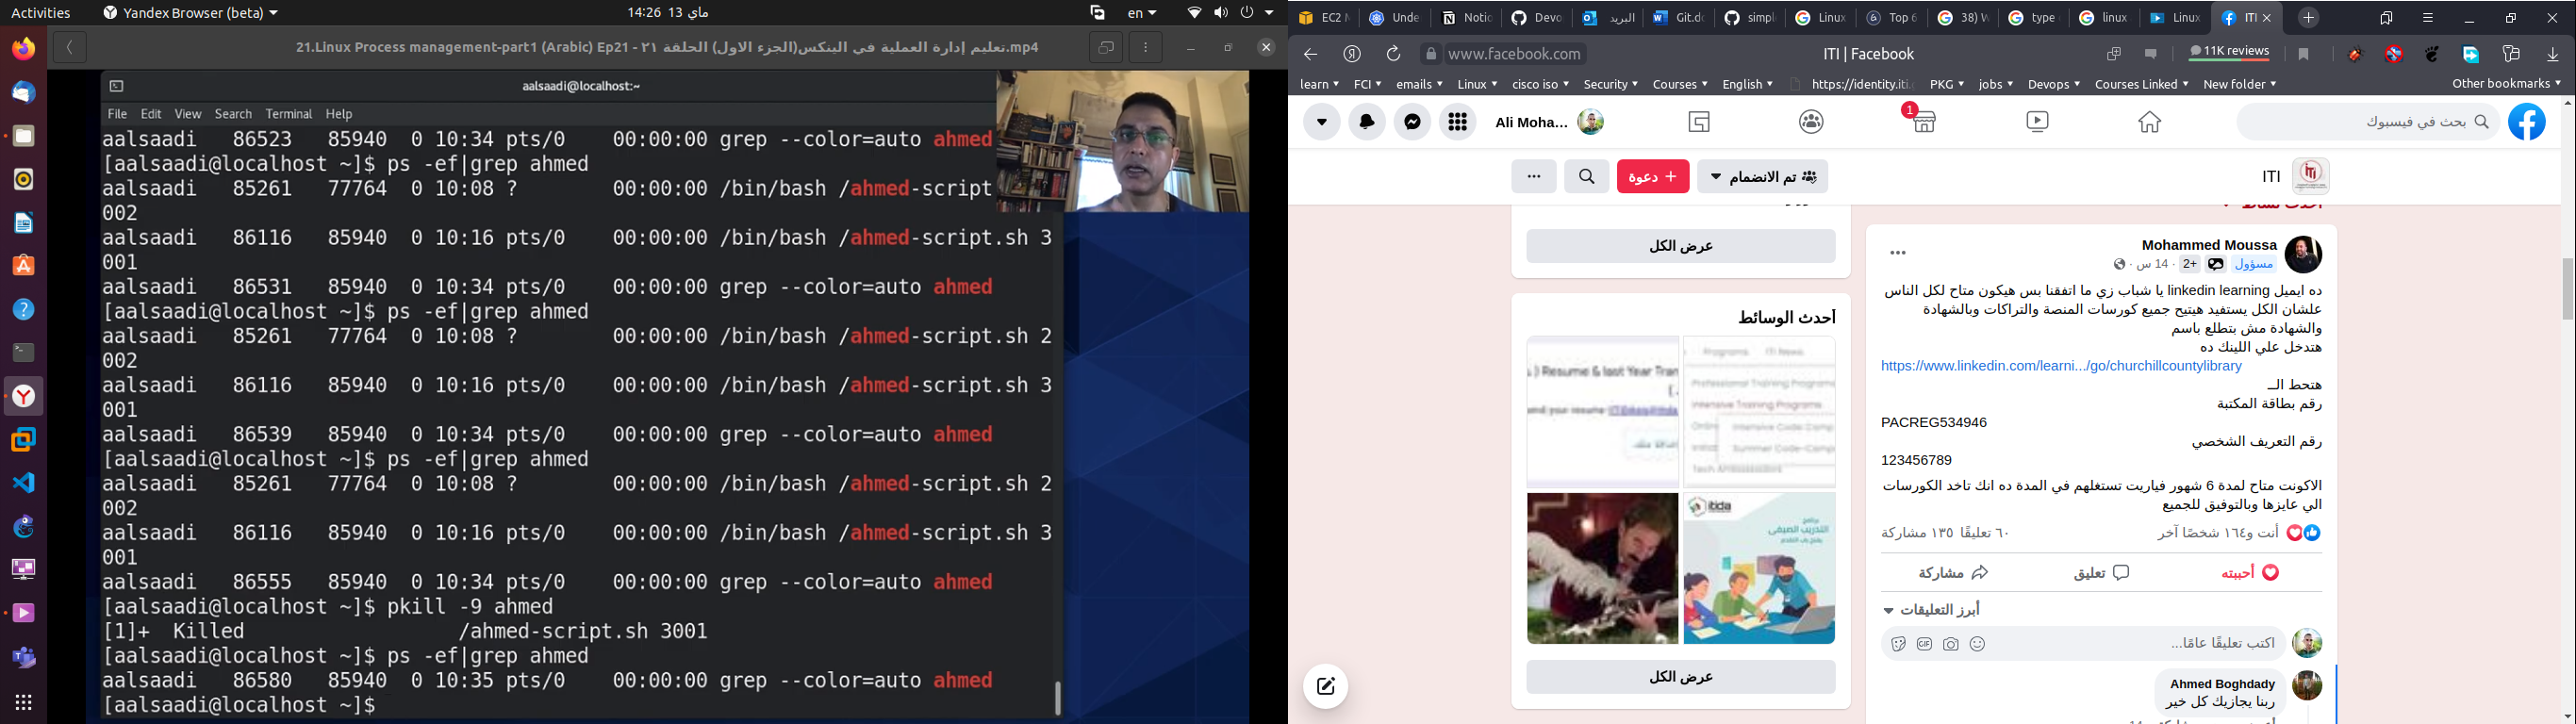 Activities
Yandex Browser (beta)
14:26 13 ماي
en
21.Linux Process management-part1 (Arabic) Ep21 - تعليم إدارة العملية في الينكس(الجزء الاول) الحلقة ٢١.mp4
aalsaadi@localhost:~
File Edit View Search Terminal Help
aalsaadi 86523 85940 0 10:34 pts/0 00:00:00 grep --color=auto ahmed
[aalsaadi@localhost ~]$ ps -ef|grep ahmed
aalsaadi 85261 77764 0 10:08 ? 00:00:00 /bin/bash /ahmed-script
002
aalsaadi 86116 85940 0 10:16 pts/0 00:00:00 /bin/bash /ahmed-script.sh 3
001
aalsaadi 86531 85940 0 10:34 pts/0 00:00:00 grep --color=auto ahmed
[aalsaadi@localhost ~]$ ps -ef|grep ahmed
aalsaadi 85261 77764 0 10:08 ? 00:00:00 /bin/bash /ahmed-script.sh 2
002
aalsaadi 86116 85940 0 10:16 pts/0 00:00:00 /bin/bash /ahmed-script.sh 3
001
aalsaadi 86539 85940 0 10:34 pts/0 00:00:00 grep --color=auto ahmed
[aalsaadi@localhost ~]$ ps -ef|grep ahmed
aalsaadi 85261 77764 0 10:08 ? 00:00:00 /bin/bash /ahmed-script.sh 2
002
aalsaadi 86116 85940 0 10:16 pts/0 00:00:00 /bin/bash /ahmed-script.sh 3
001
aalsaadi 86555 85940 0 10:34 pts/0 00:00:00 grep --color=auto ahmed
[aalsaadi@localhost ~]$ pkill -9 ahmed
[1]+ Killed /ahmed-script.sh 3001
[aalsaadi@localhost ~]$ ps -ef|grep ahmed
aalsaadi 86580 85940 0 10:35 pts/0 00:00:00 grep --color=auto ahmed
[aalsaadi@localhost ~]$
EC2 Unde Notio Devo البريد Git.do simpl Linux Top 6 38) W type linux Linux ITI
www.facebook.com
ITI | Facebook
11K reviews
learn FCI emails Linux cisco iso Security Courses English https://identity.iti. PKG jobs Devops Courses Linked New folder Other bookmarks
Ali Moha...
1
بحث في فيسبوك
ITI
تم الانضمام
+ دعوة
عرض الكل
أحدث الوسائط
Programs ITI News
Resume & last Year Tran
Professional Training Programs
Intensive Training Programs
Intensive Code Camp
Summer Code-Camp
Tech Ambassadors
itida
برنامج
التدريب الصيفي
عرض الكل
أحدث نشاط
Mohammed Moussa
مسؤول +2 · 14 س ·
ده ايميل linkedin learning يا شباب زي ما اتفقنا بس هيكون متاح لكل الناس
علشان الكل يستفيد هيتيح جميع كورسات المنصة والتراكات وبالشهادة
والشهادة مش بتطلع باسم
هتدخل علي اللينك ده
https://www.linkedin.com/learni.../go/churchillcountylibrary
هتحط الــ
رقم بطاقة المكتبة
PACREG534946
رقم التعريف الشخصي
123456789
الاكونت متاح لمدة 6 شهور فياريت تستغلهم في المدة ده انك تاخد الكورسات
الي عايزها وبالتوفيق للجميع
أنت و١٦٤ شخصًا آخر
٦٠ تعليقًا ١٣٥ مشاركة
أحببته
تعليق
مشاركة
أبرز التعليقات
اكتب تعليقًا عامًا...
Ahmed Boghdady
ربنا يجازيك كل خير